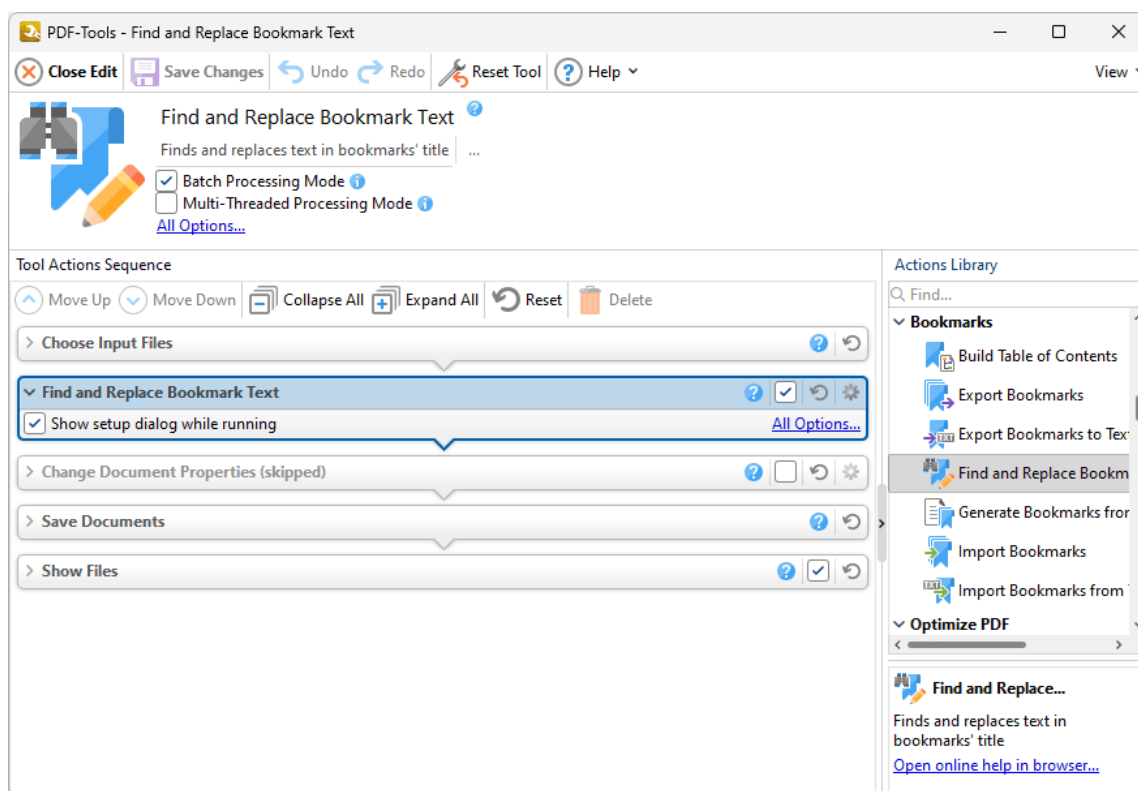 PDF-Tools - Find and Replace Bookmark Text
Close Edit Save Changes Undo Redo Reset Tool ? Help View
Find and Replace Bookmark Text ?
Finds and replaces text in bookmarks' title ...
Batch Processing Mode i
Multi-Threaded Processing Mode i
All Options...
Tool Actions Sequence
Move Up Move Down Collapse All Expand All Reset Delete
Choose Input Files ?
Find and Replace Bookmark Text ?
Show setup dialog while running All Options...
Change Document Properties (skipped) ?
Save Documents ?
Show Files ?
Actions Library
Find...
Bookmarks
Build Table of Contents
Export Bookmarks
TXT Export Bookmarks to Tex
Find and Replace Bookm
Generate Bookmarks fror
Import Bookmarks
TXT Import Bookmarks from
Optimize PDF
Find and Replace...
Finds and replaces text in
bookmarks' title
Open online help in browser...